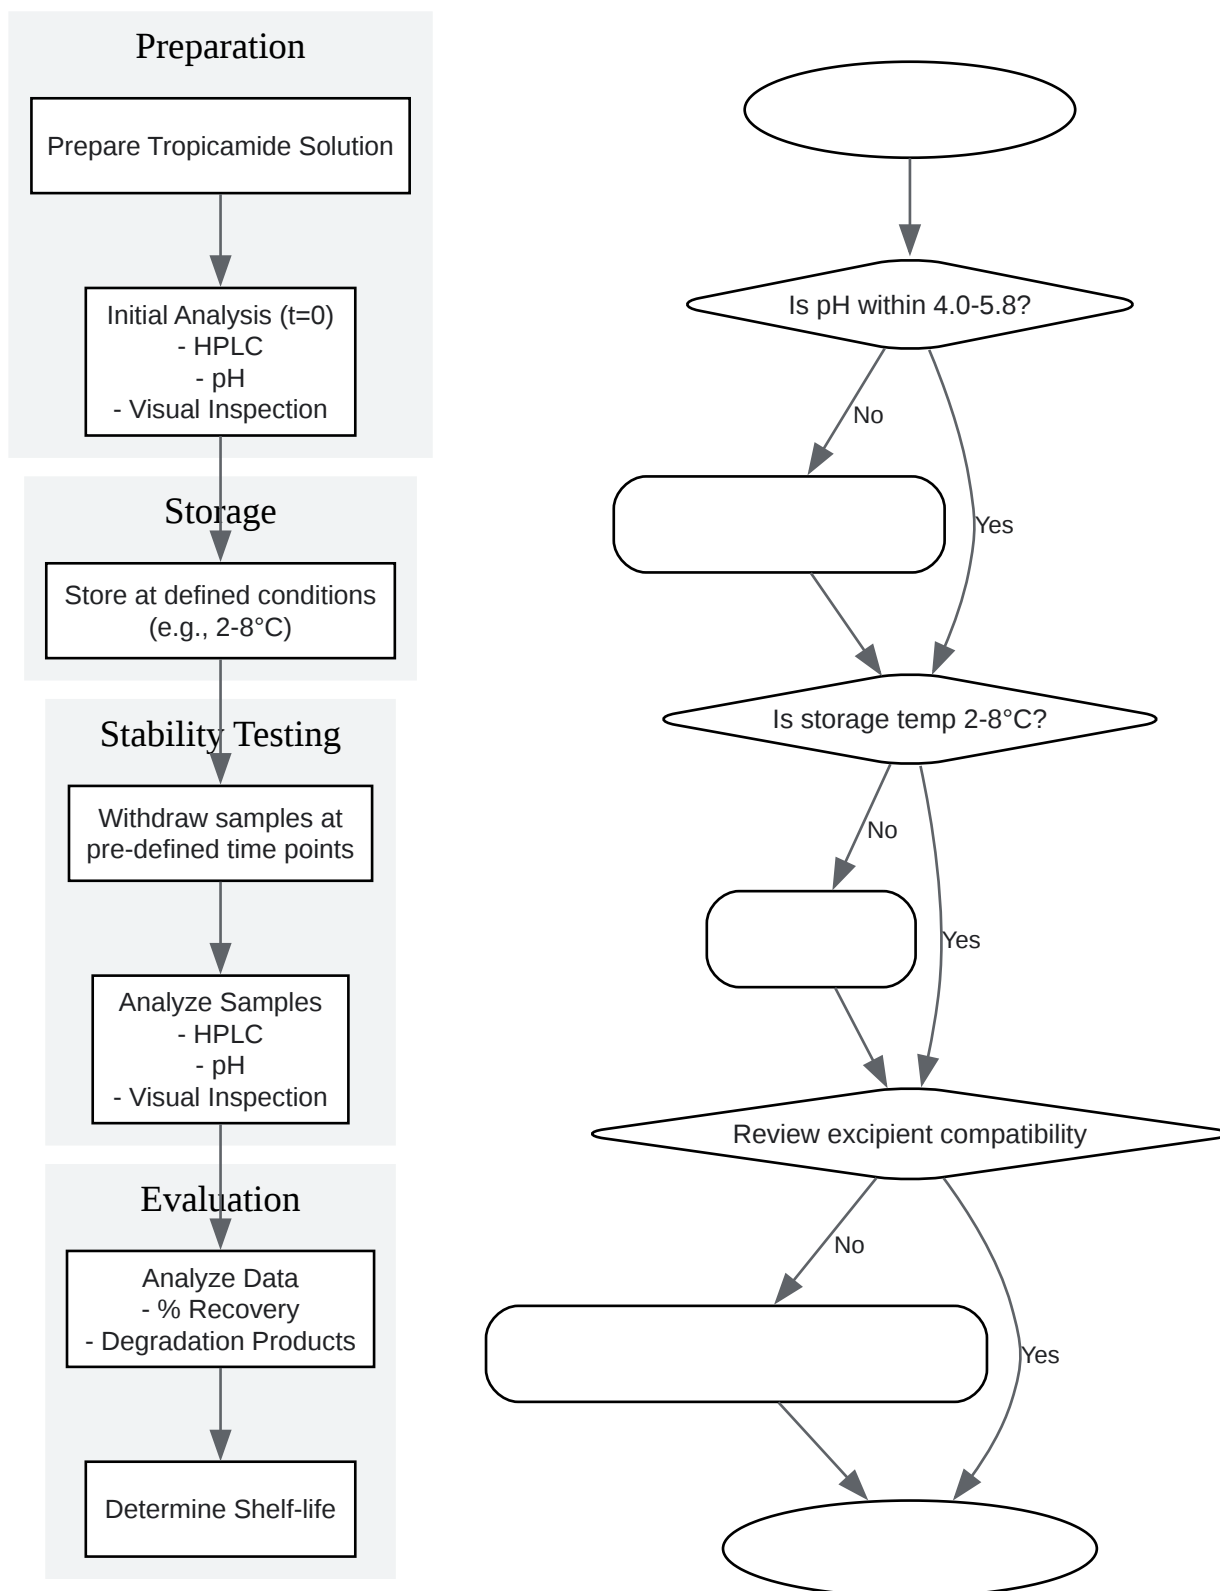 Preparation
Prepare Tropicamide Solution
Initial Analysis (t=0)
- HPLC
- pH
- Visual Inspection
Storage
Store at defined conditions
(e.g., 2-8°C)
Stability Testing
Withdraw samples at
pre-defined time points
Analyze Samples
- HPLC
- pH
- Visual Inspection
Evaluation
Analyze Data
- % Recovery
- Degradation Products
Determine Shelf-life
Is pH within 4.0-5.8?
No
Yes
Is storage temp 2-8°C?
No
Yes
Review excipient compatibility
No
Yes